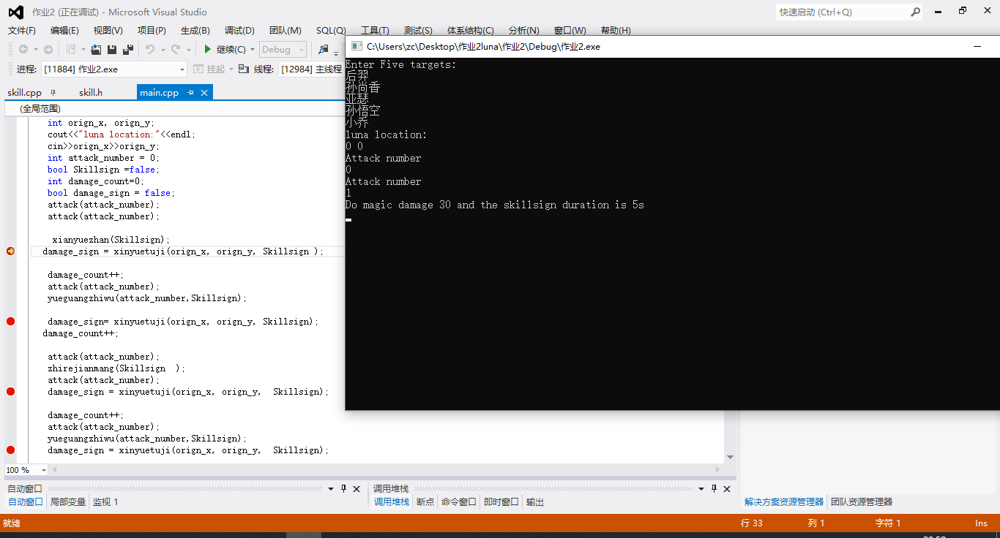 作业2 (正在调试) - Microsoft Visual Studio
快速启动 (Ctrl+Q)
文件(F) 编辑(E) 视图(V) 项目(P) 生成(B) 调试(D) 团队(M) SQL(Q) 工具(T) 测试(S) 体系结构(C) 分析(N) 窗口(W) 帮助(H)
继续(C) Debug
进程: [11884] 作业2.exe 挂起 线程: [12984] 主线程
skill.cpp skill.h main.cpp
(全局范围)
int orign_x, orign_y;
cout<<"luna location:"<<endl;
cin>>orign_x>>orign_y;
int attack_number = 0;
bool Skillsign =false;
int damage_count=0;
bool damage_sign = false;
attack(attack_number);
attack(attack_number);
xianyuezhan(Skillsign);
damage_sign = xinyuetuji(orign_x, orign_y, Skillsign );
damage_count++;
attack(attack_number);
yueguangzhiwu(attack_number,Skillsign);
damage_sign= xinyuetuji(orign_x, orign_y, Skillsign);
damage_count++;
attack(attack_number);
zhirejianmang(Skillsign  );
attack(attack_number);
damage_sign = xinyuetuji(orign_x, orign_y,  Skillsign);
damage_count++;
attack(attack_number);
yueguangzhiwu(attack_number,Skillsign);
damage_sign = xinyuetuji(orign_x, orign_y,  Skillsign);
100 %
C:\Users\zc\Desktop\作业2luna\作业2\Debug\作业2.exe
Enter Five targets:
后羿
孙尚香
亚瑟
孙悟空
小乔
luna location:
0 0
Attack number
0
Attack number
1
Do magic damage 30 and the skillsign duration is 5s
自动窗口
自动窗口 局部变量 监视 1
调用堆栈
调用堆栈 断点 命令窗口 即时窗口 输出
解决方案资源管理器 团队资源管理器
就绪 行 33 列 1 字符 1 Ins